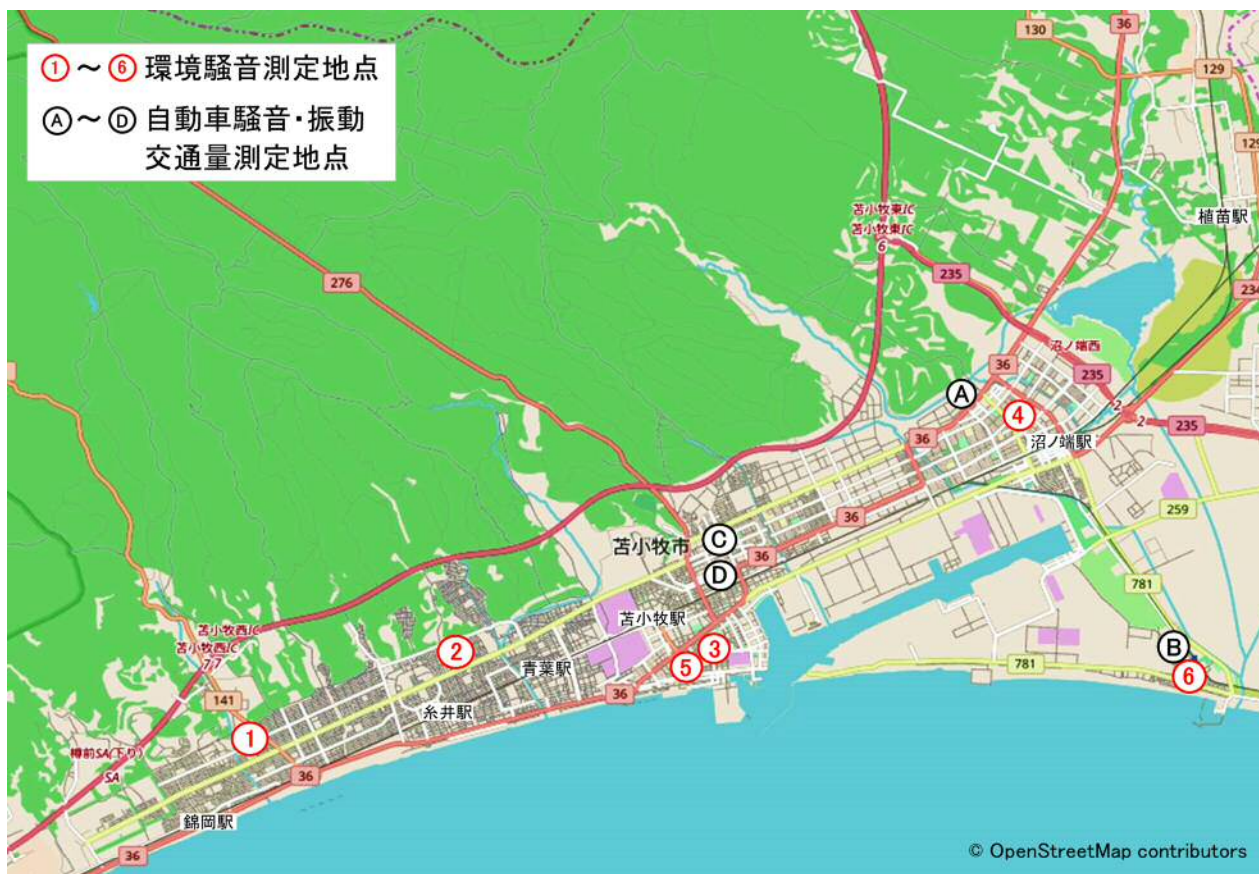 ①～⑥ 環境騒音測定地点
Ⓐ～Ⓓ 自動車騒音・振動
交通量測定地点
36
130
129
129
植苗駅
苫小牧東IC
苫小牧東IC
6
235
234
276
沼ノ端西
36
235
Ⓐ
④
2
2
235
36
沼ノ端駅
259
36
苫小牧市
Ⓒ
36
Ⓓ
781
苫小牧駅
苫小牧西IC
苫小牧西IC
77
②
③
Ⓑ
青葉駅
⑤
781
⑥
36
141
糸井駅
①
樽前SA(下り)
SA
36
錦岡駅
36
© OpenStreetMap contributors